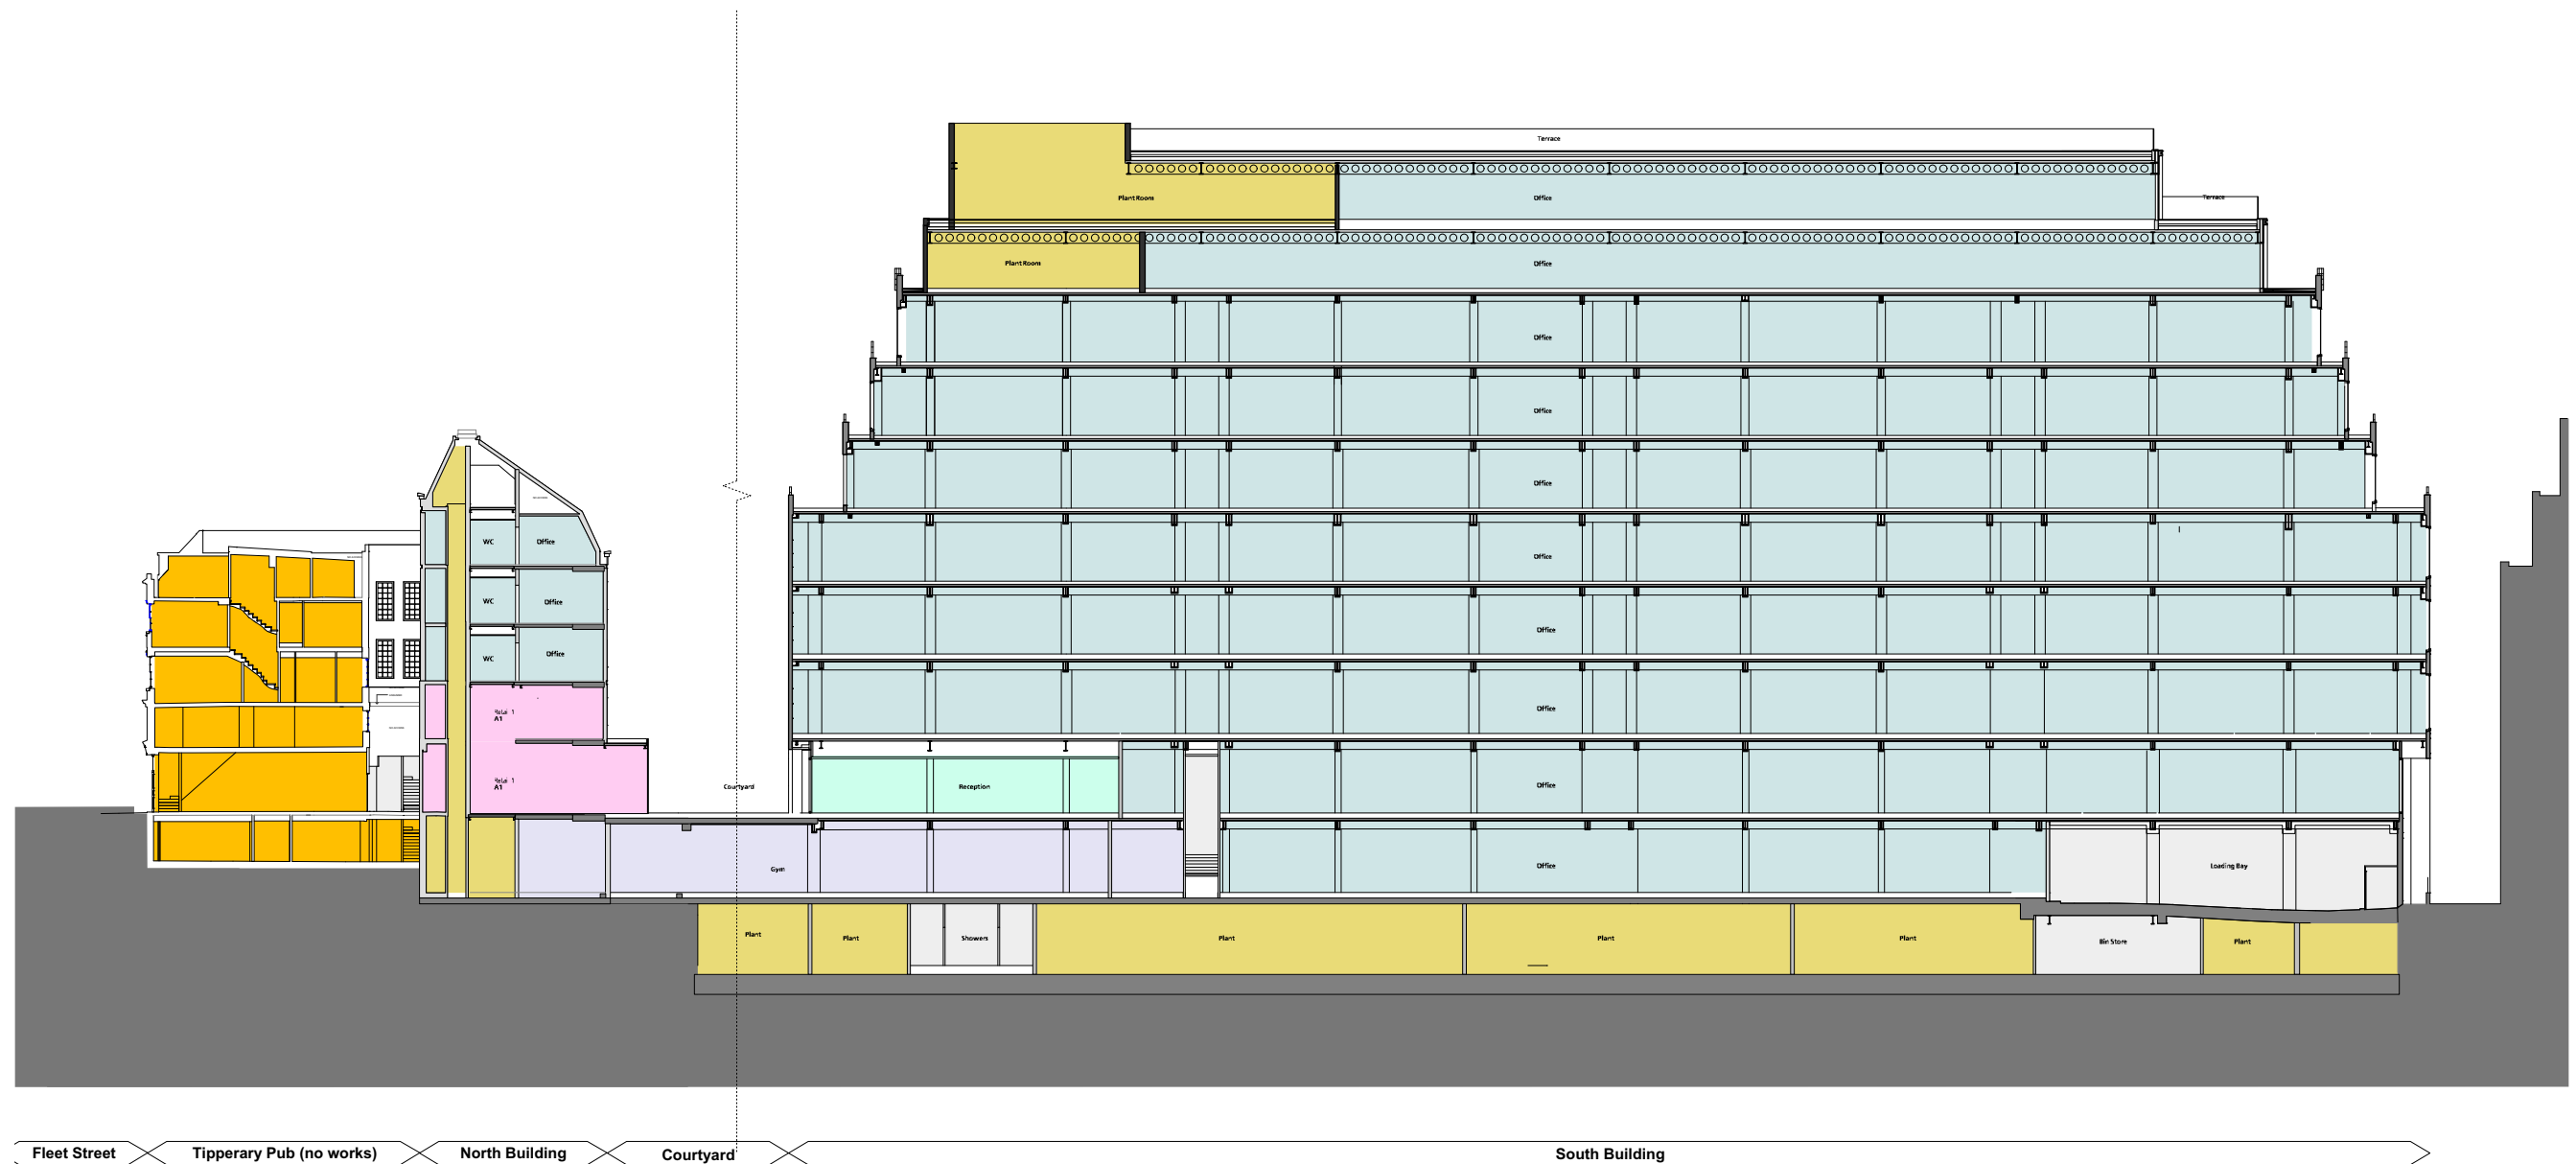 Terrace
Plant Room
Office
Terrace
Plant Room
Office
Office
Office
Office
WC
Office
Office
WC
Office
Office
WC
Office
Office
A1
A1
Courtyard
Reception
Office
Gym
Office
Loading Bay
Plant
Plant
Showers
Plant
Plant
Plant
Bin Store
Plant
Fleet Street
Tipperary Pub (no works)
North Building
Courtyard
South Building